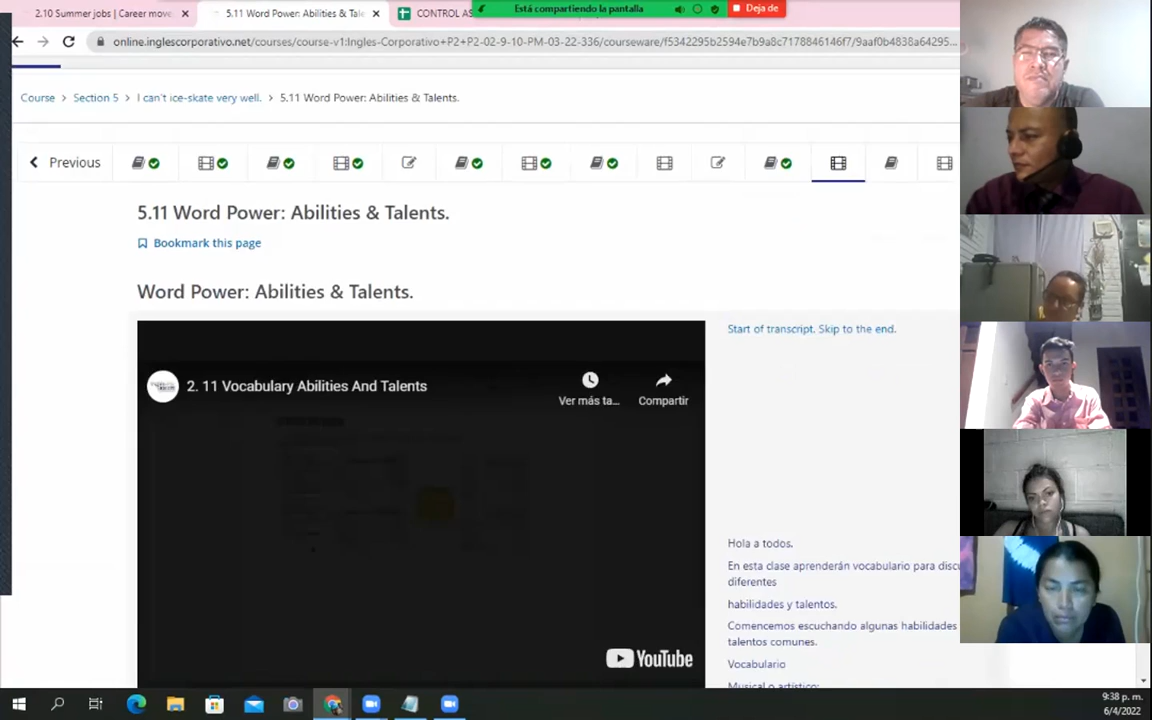 2.10 Summer jobs | Career move
5.11 Word Power: Abilities & Tale
CONTROL AS
Está compartiendo la pantalla
Deja de
online.inglescorporativo.net/courses/course-v1:Ingles-Corporativo+P2+P2-02-9-10-PM-03-22-336/courseware/f5342295b2594e7b9a8c7178846146f7/9aaf0b4838a64295...
Course > Section 5 > I can't ice-skate very well. > 5.11 Word Power: Abilities & Talents.
Previous
5.11 Word Power: Abilities & Talents.
Bookmark this page
Word Power: Abilities & Talents.
Start of transcript. Skip to the end.
2. 11 Vocabulary Abilities And Talents
Ver más ta...
Compartir
Hola a todos.
En esta clase aprenderán vocabulario para discu
diferentes
habilidades y talentos.
Comencemos escuchando algunas habilidades
talentos comunes.
Vocabulario
Musical o artístico:
YouTube
9:38 p. m.
6/4/2022